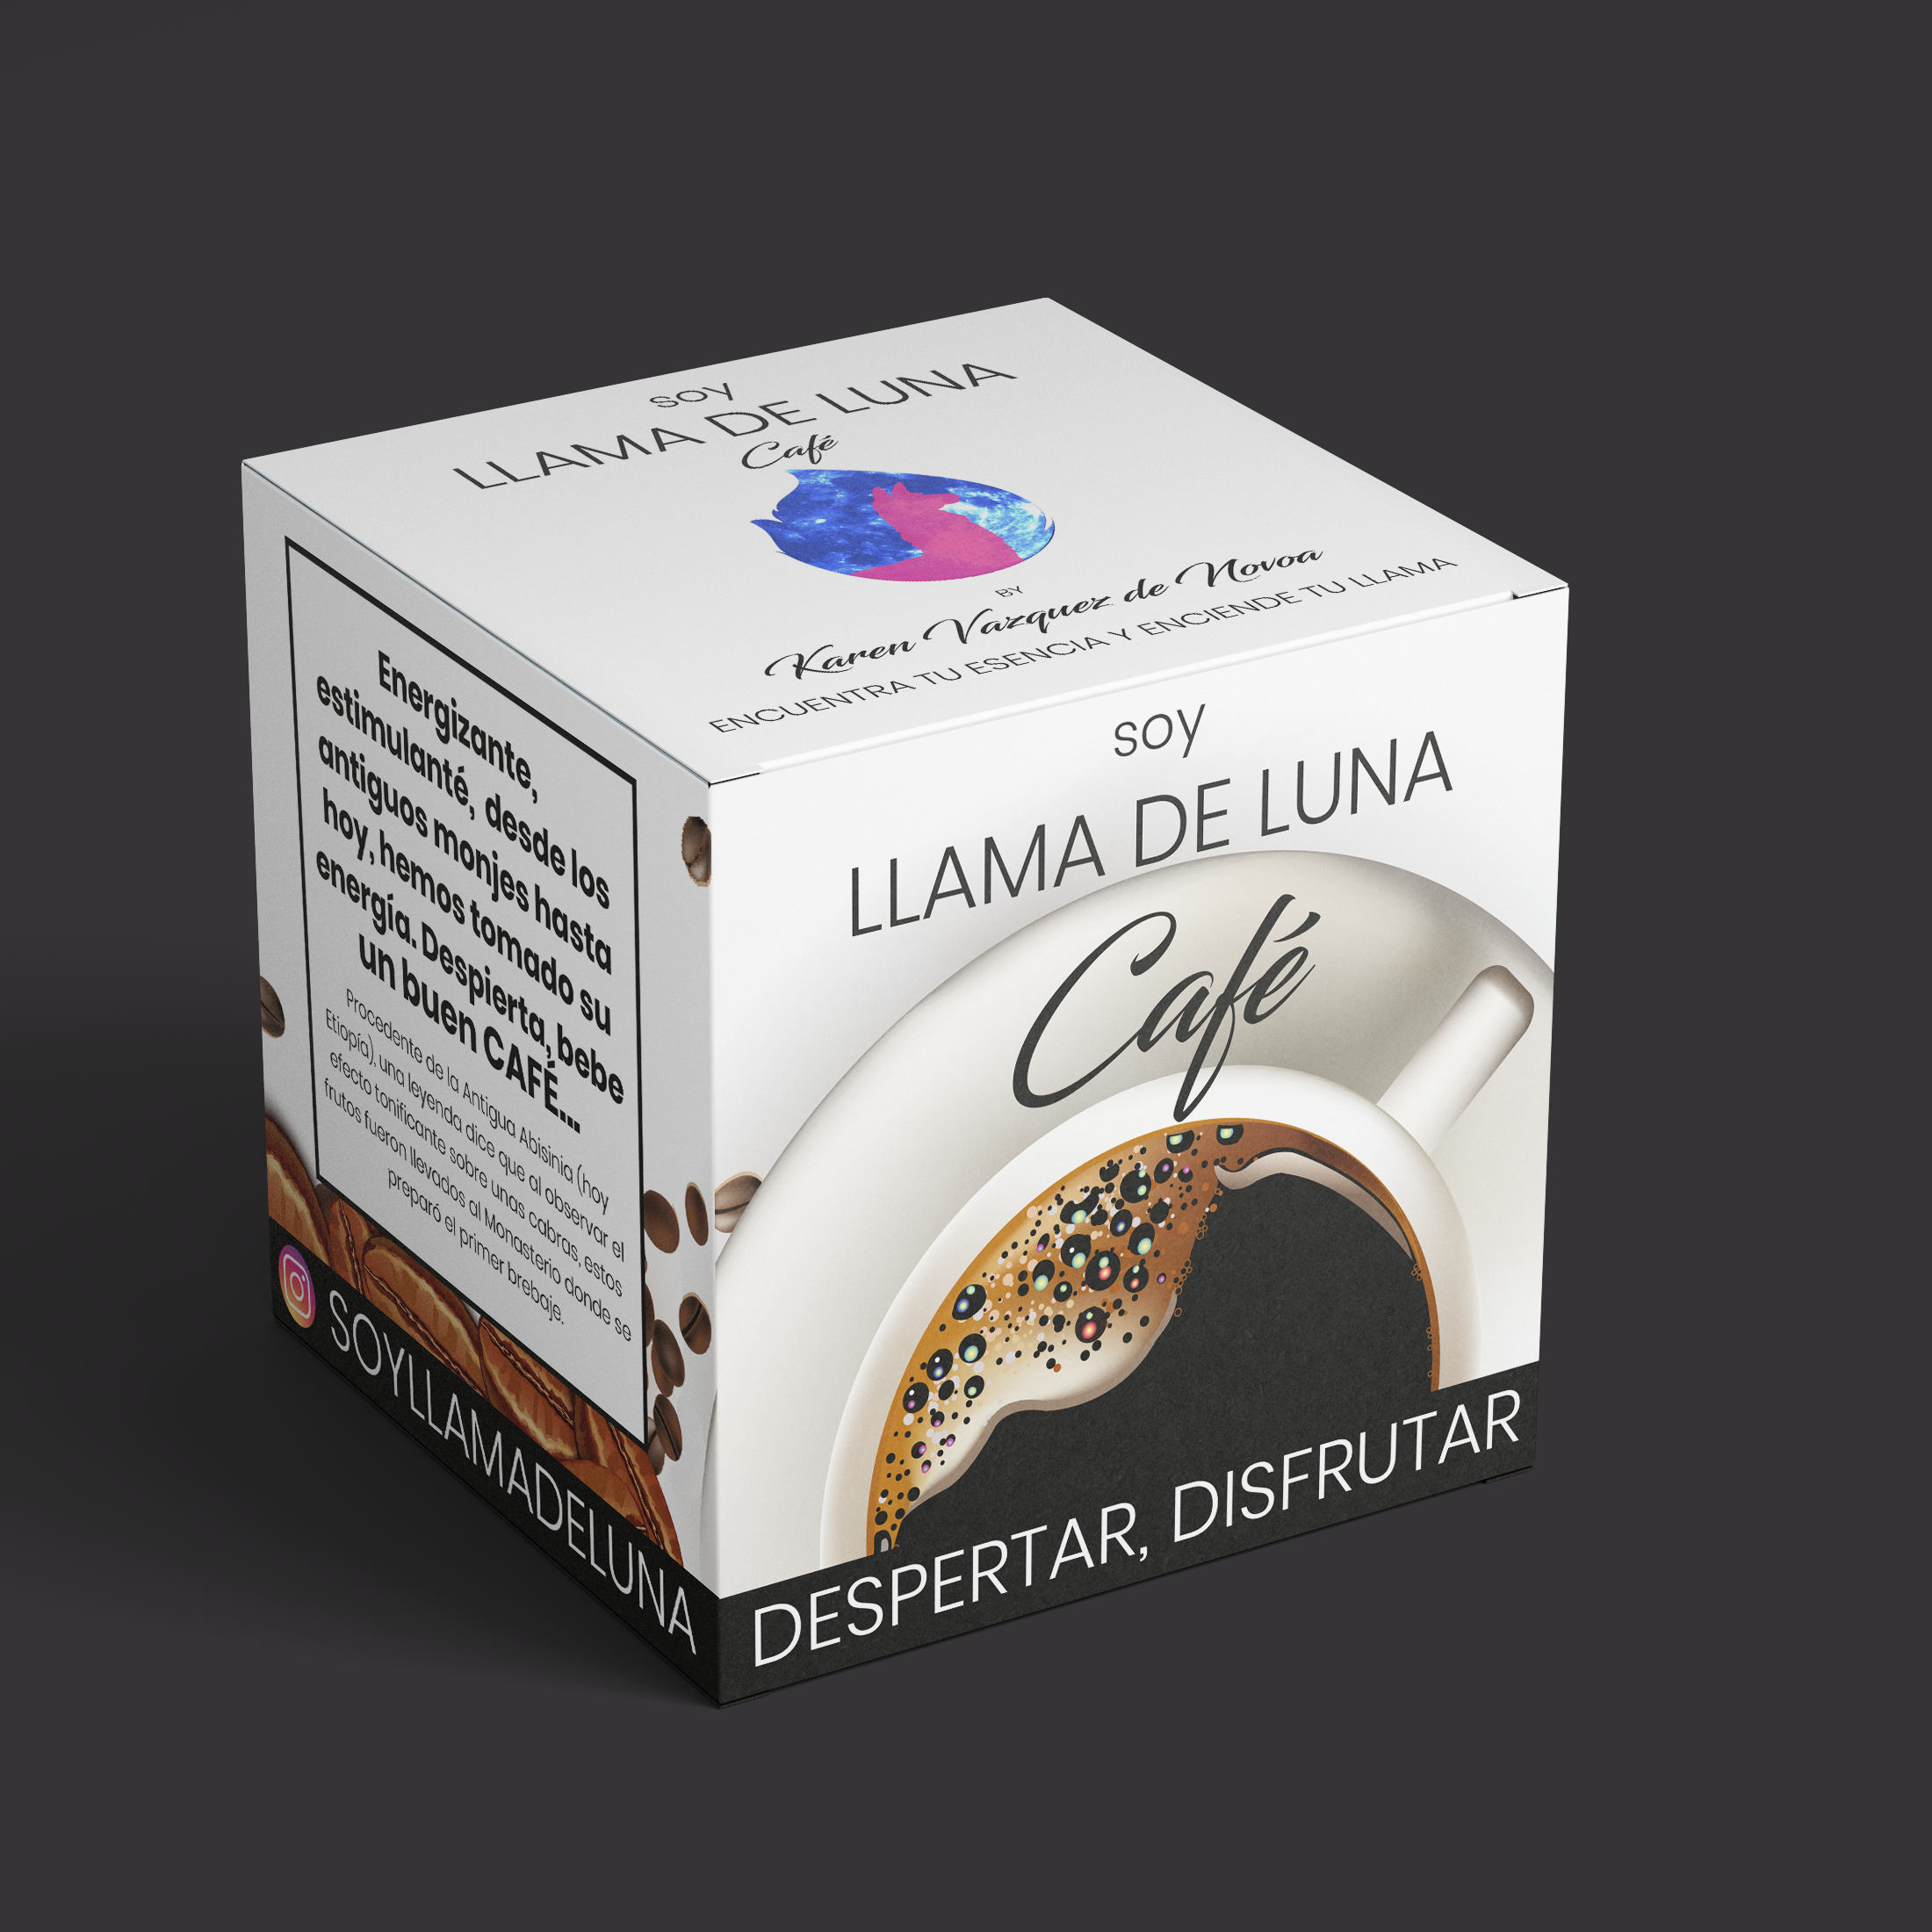 SOY
LLAMA DE LUNA
Café
BY
Karen Vazquez de Novoa
ENCUENTRA TU ESENCIA Y ENCIENDE TU LLAMA
Energizante,
estimulanté, desde los
antiguos monjes hasta
hoy, hemos tomado su
energía. Despierta, bebe
un buen CAFÉ...
Procedente de la Antigua Abisinia (hoy
Etiopía), una leyenda dice que al observar el
efecto tonificante sobre unas cabras, estos
frutos fueron llevados al Monasterio donde se
preparó el primer brebaje.
SOYLLAMADELUNA
soy
LLAMA DE LUNA
Café
DESPERTAR, DISFRUTAR